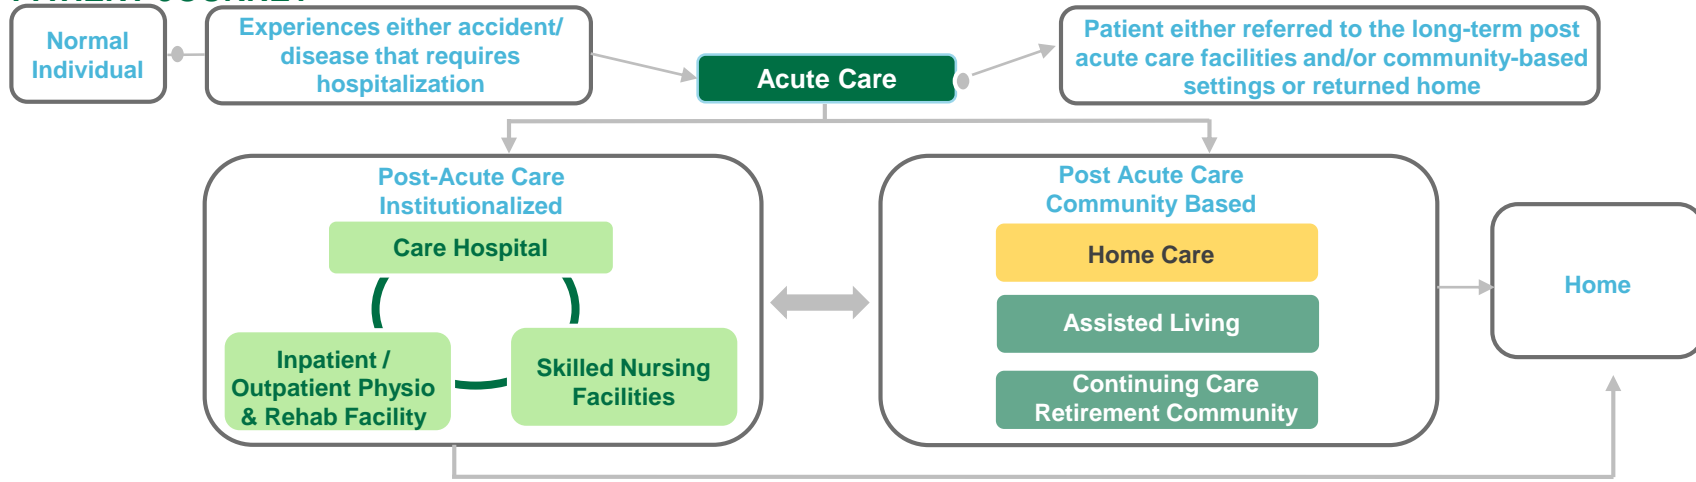 Normal
Individual
Experiences either accident/
disease that requires
hospitalization
Acute Care
Patient either referred to the long-term post
acute care facilities and/or community-based
settings or returned home
Post-Acute Care
Institutionalized
Care Hospital
Inpatient /
Outpatient Physio
& Rehab Facility
Skilled Nursing
Facilities
Post Acute Care
Community Based
Home Care
Assisted Living
Continuing Care
Retirement Community
Home